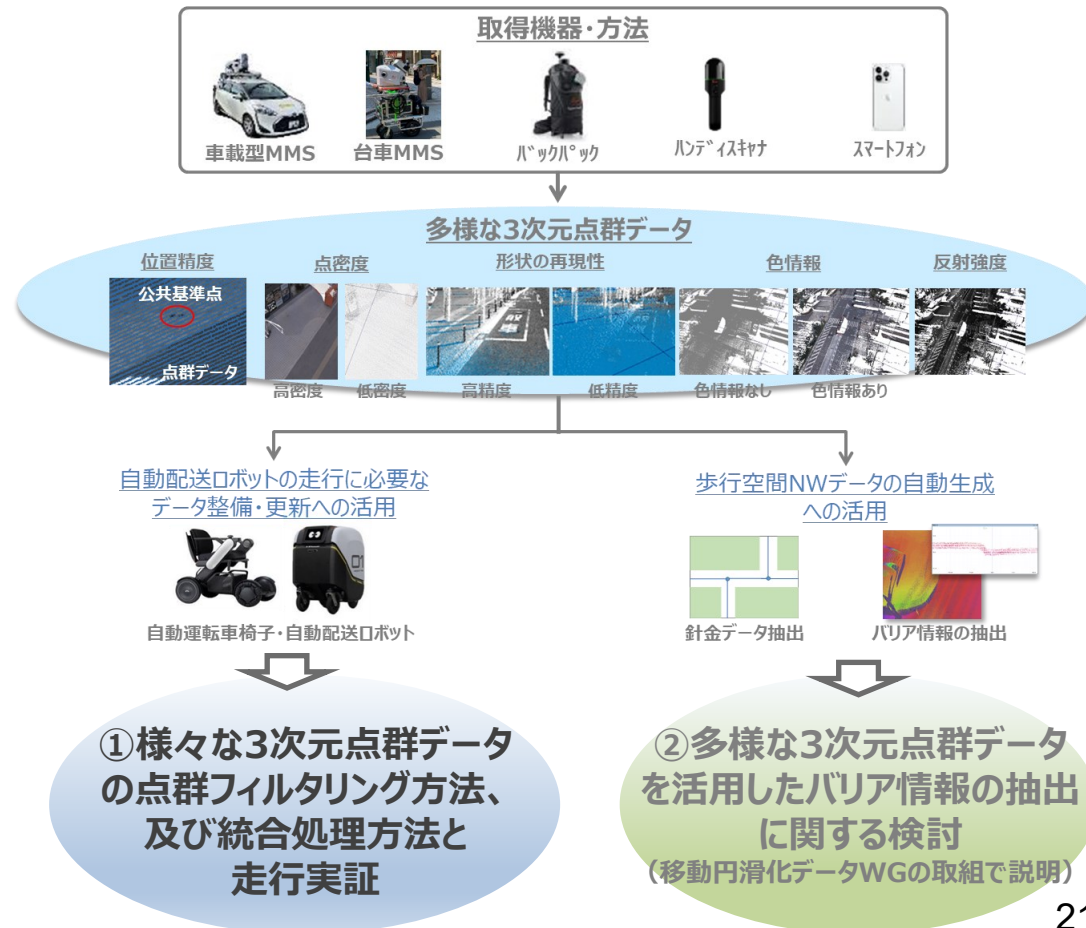 取得機器・方法
車載型MMS
台車MMS
ﾊﾞｯｸﾊﾟｯｸ
ﾊﾝﾃﾞｨｽｷｬﾅ
ｽﾏｰﾄﾌｫﾝ
多様な3次元点群データ
位置精度
点密度
形状の再現性
色情報
反射強度
公共基準点
点群データ
高密度
低密度
高精度
低精度
色情報なし
色情報あり
自動配送ロボットの走行に必要な
データ整備・更新への活用
自動運転車椅子・自動配送ロボット
歩行空間NWデータの自動生成
への活用
針金データ抽出
バリア情報の抽出
①様々な3次元点群データ
の点群フィルタリング方法、
及び統合処理方法と
走行実証
②多様な3次元点群データ
を活用したバリア情報の抽出
に関する検討
（移動円滑化データWGの取組で説明）
21